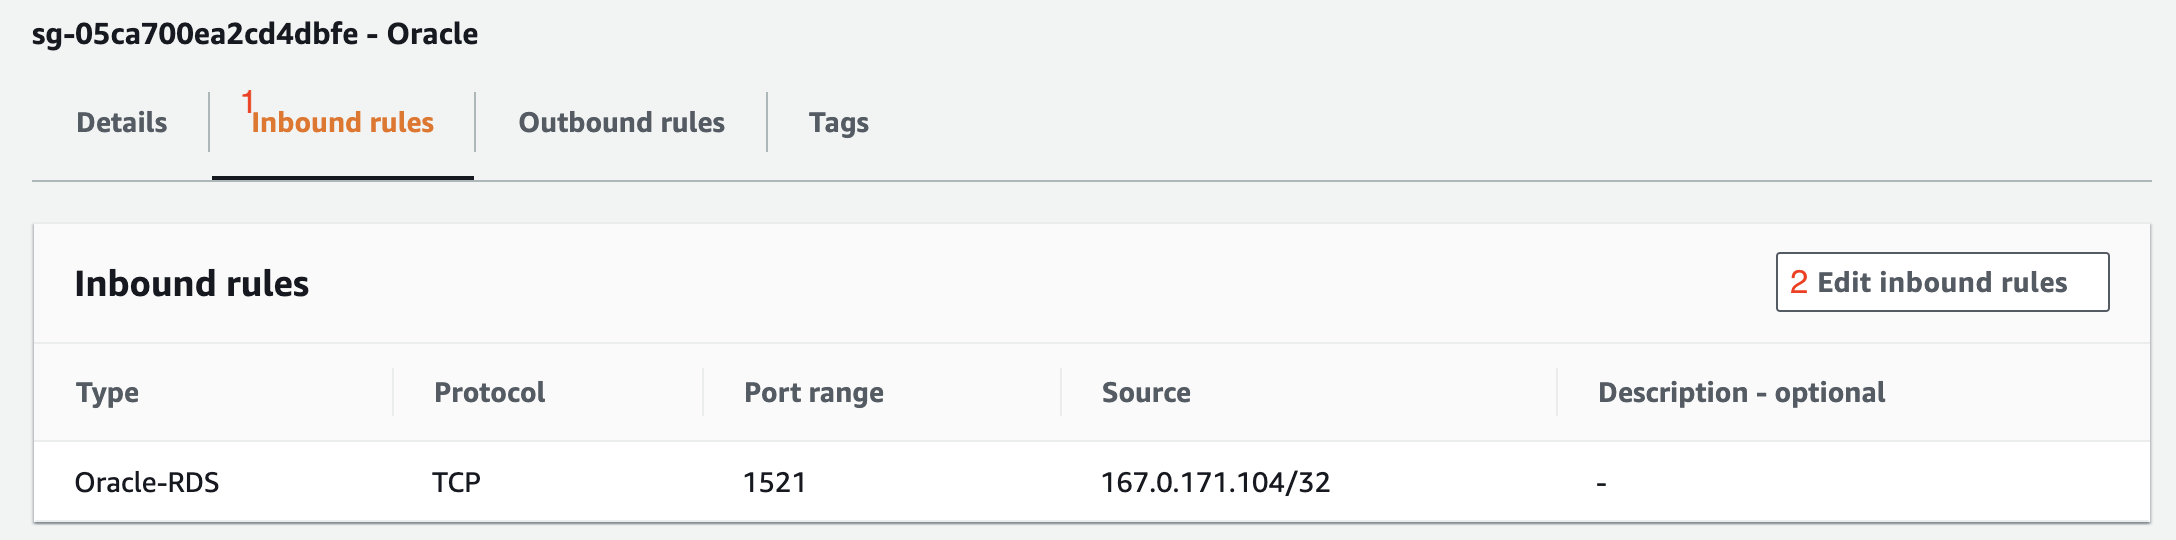 sg-05ca700ea2cd4dbfe - Oracle
Details 1 Inbound rules Outbound rules Tags
Inbound rules 2 Edit inbound rules
Type Protocol Port range Source Description - optional
Oracle-RDS TCP 1521 167.0.171.104/32 -